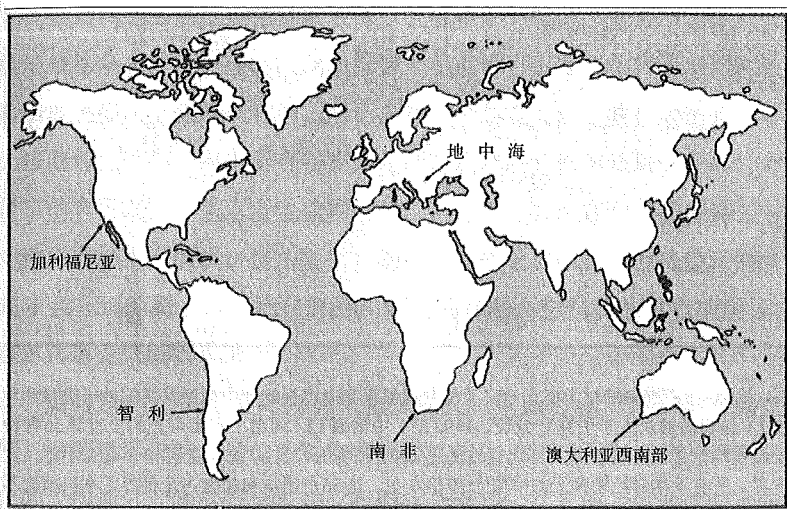 地中海
加利福尼亚
智利
南非
澳大利亚西南部